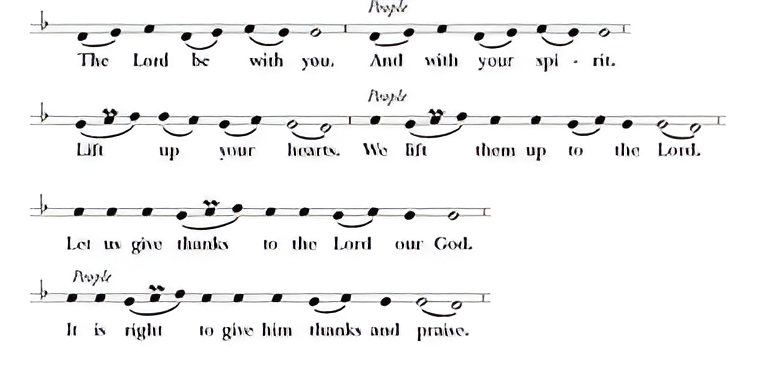 People
The Lord be with you. And with your spi - rit.
People
Lift up your hearts. We lift them up to the Lord.
Let us give thanks to the Lord our God.
People
It is right to give him thanks and praise.